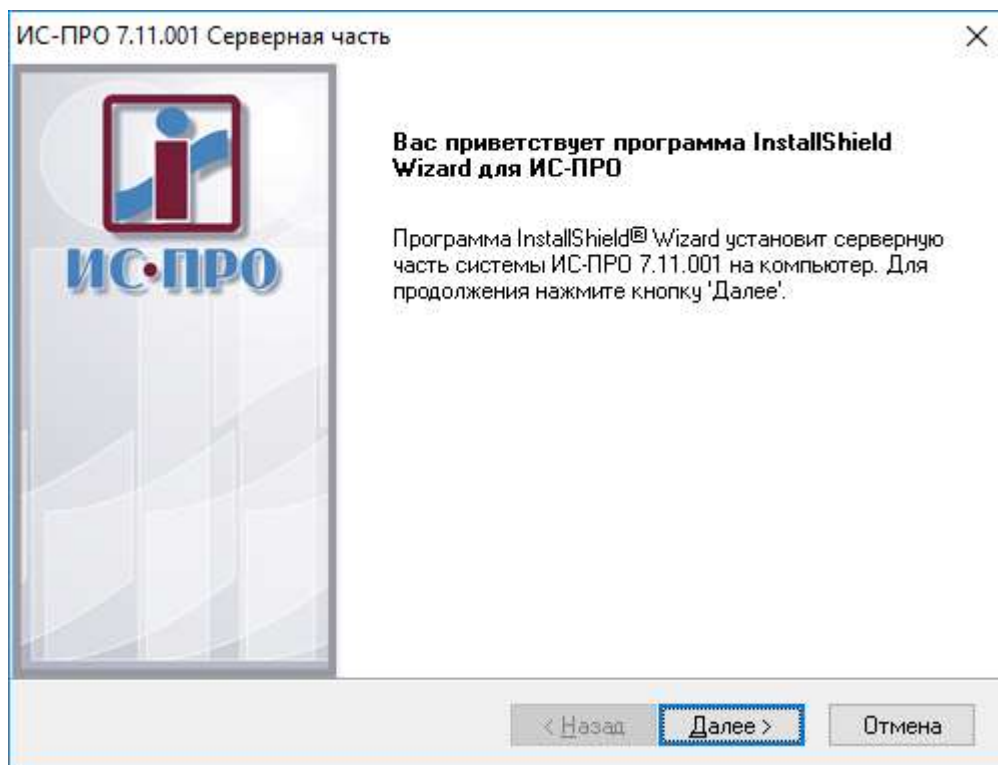 ИС-ПРО 7.11.001 Серверная часть
ИС•ПРО
Вас приветствует программа InstallShield
Wizard для ИС-ПРО
Программа InstallShield® Wizard установит серверную
часть системы ИС-ПРО 7.11.001 на компьютер. Для
продолжения нажмите кнопку 'Далее'.
< Назад
Далее >
Отмена